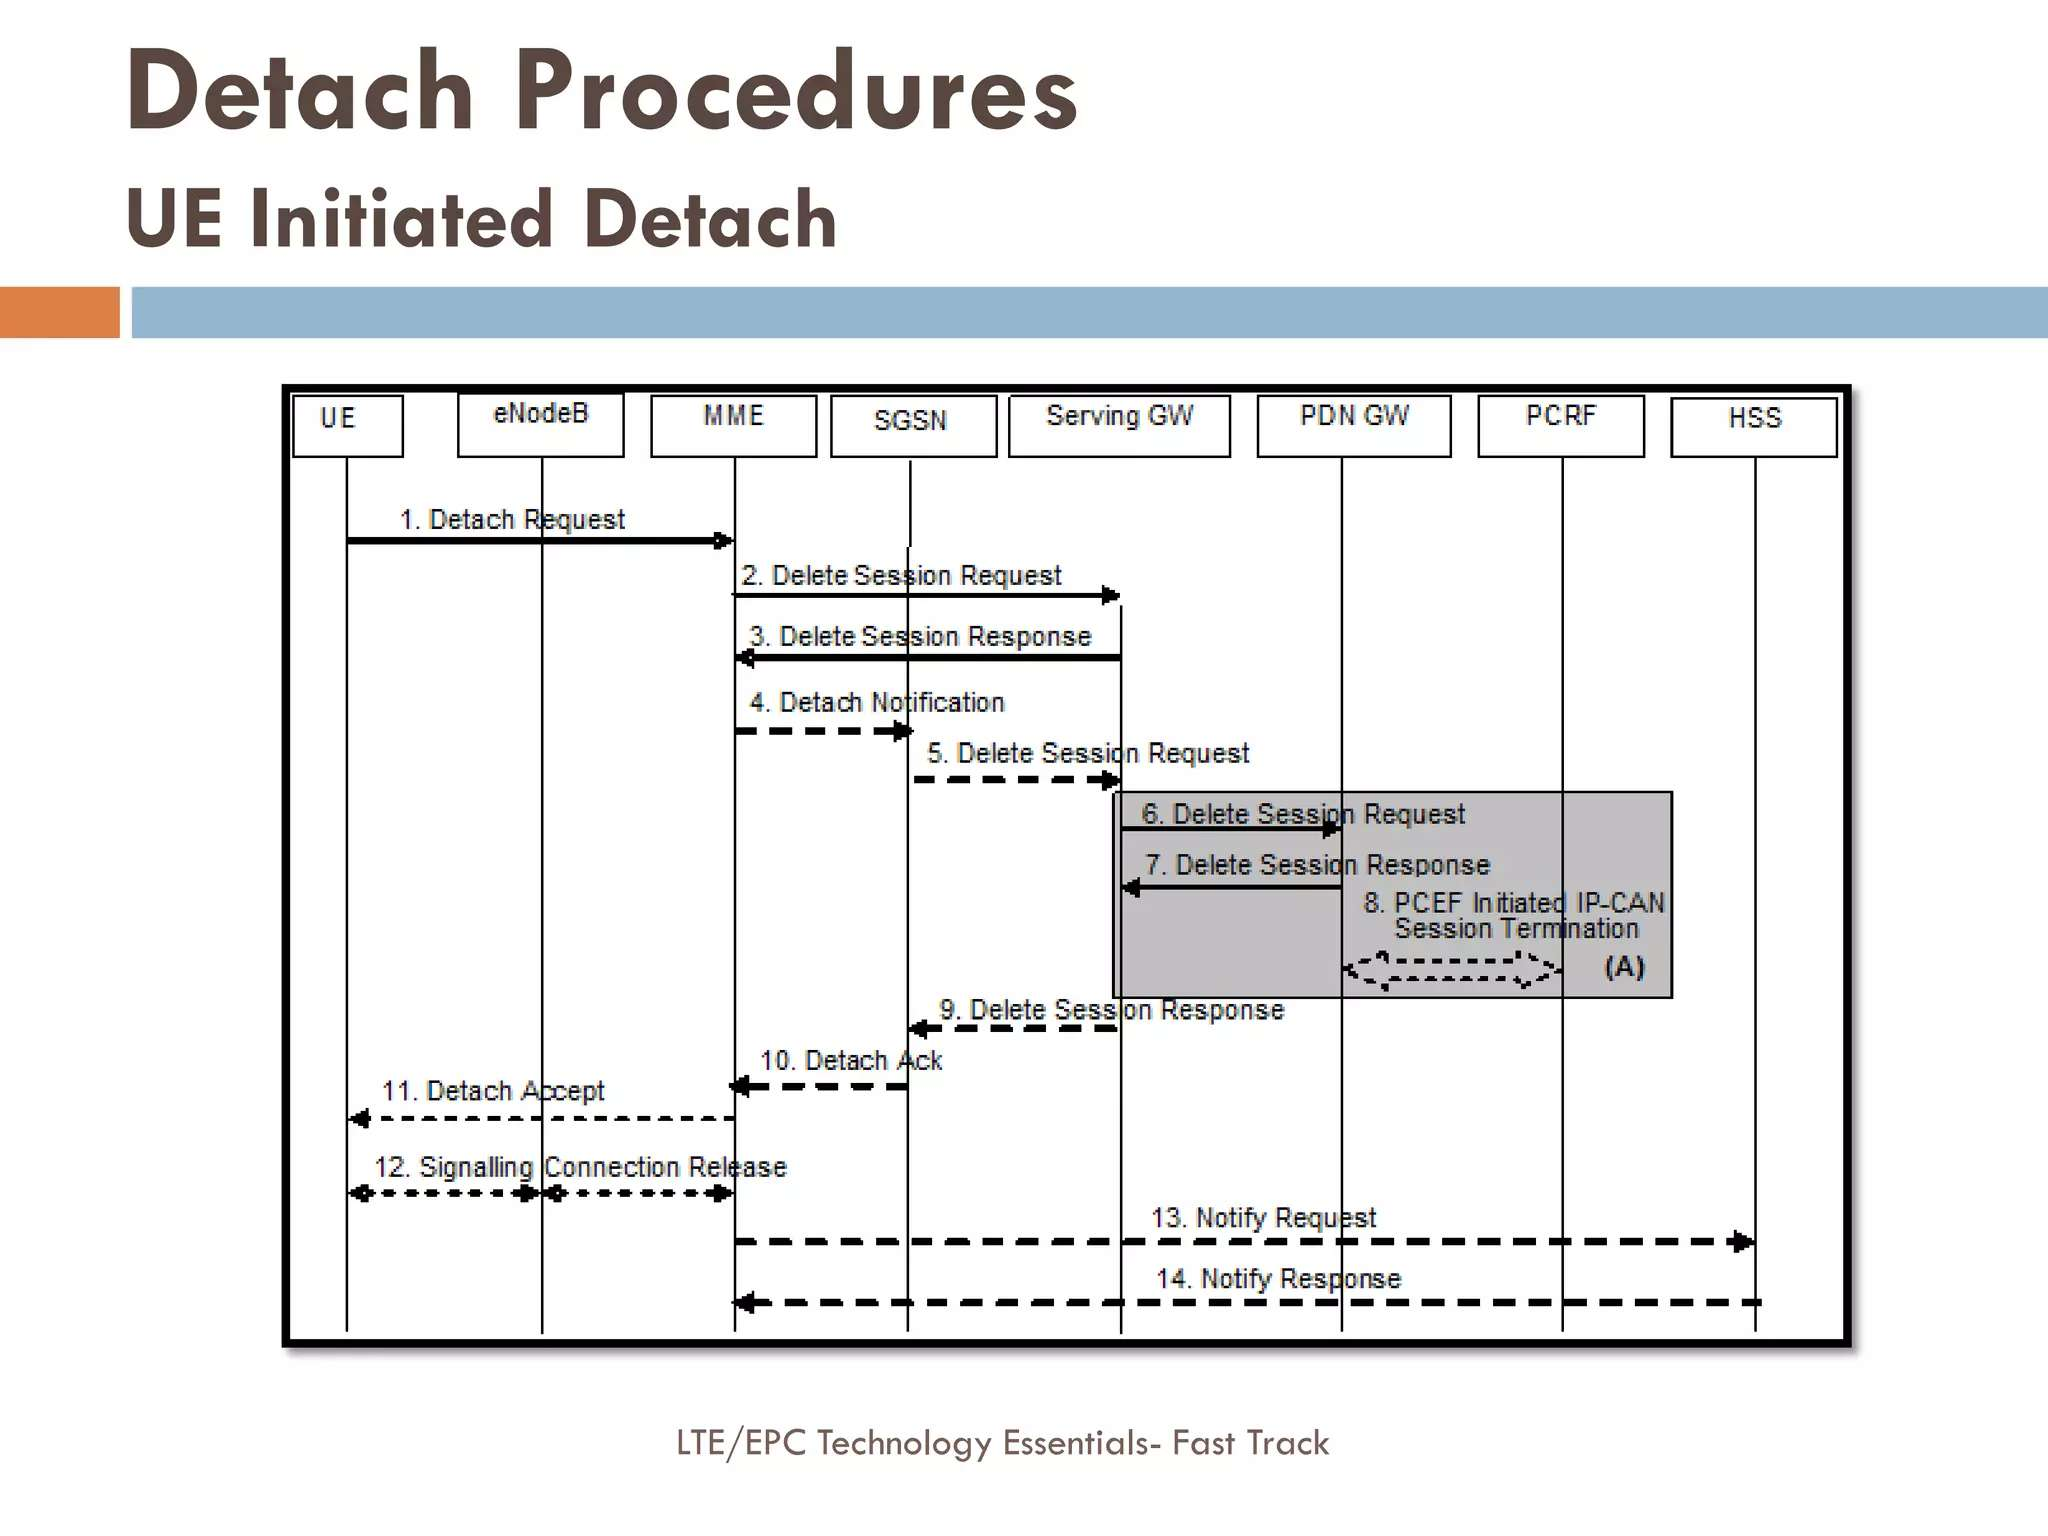 Detach Procedures
UE Initiated Detach
UE
eNodeB
MME
SGSN
Serving GW
PDN GW
PCRF
HSS
1. Detach Request
2. Delete Session Request
3. Delete Session Response
4. Detach Notification
5. Delete Session Request
6. Delete Session Request
7. Delete Session Response
8. PCEF Initiated IP-CAN
Session Termination
(A)
9. Delete Session Response
10. Detach Ack
11. Detach Accept
12. Signalling Connection Release
13. Notify Request
14. Notify Response
LTE/EPC Technology Essentials- Fast Track